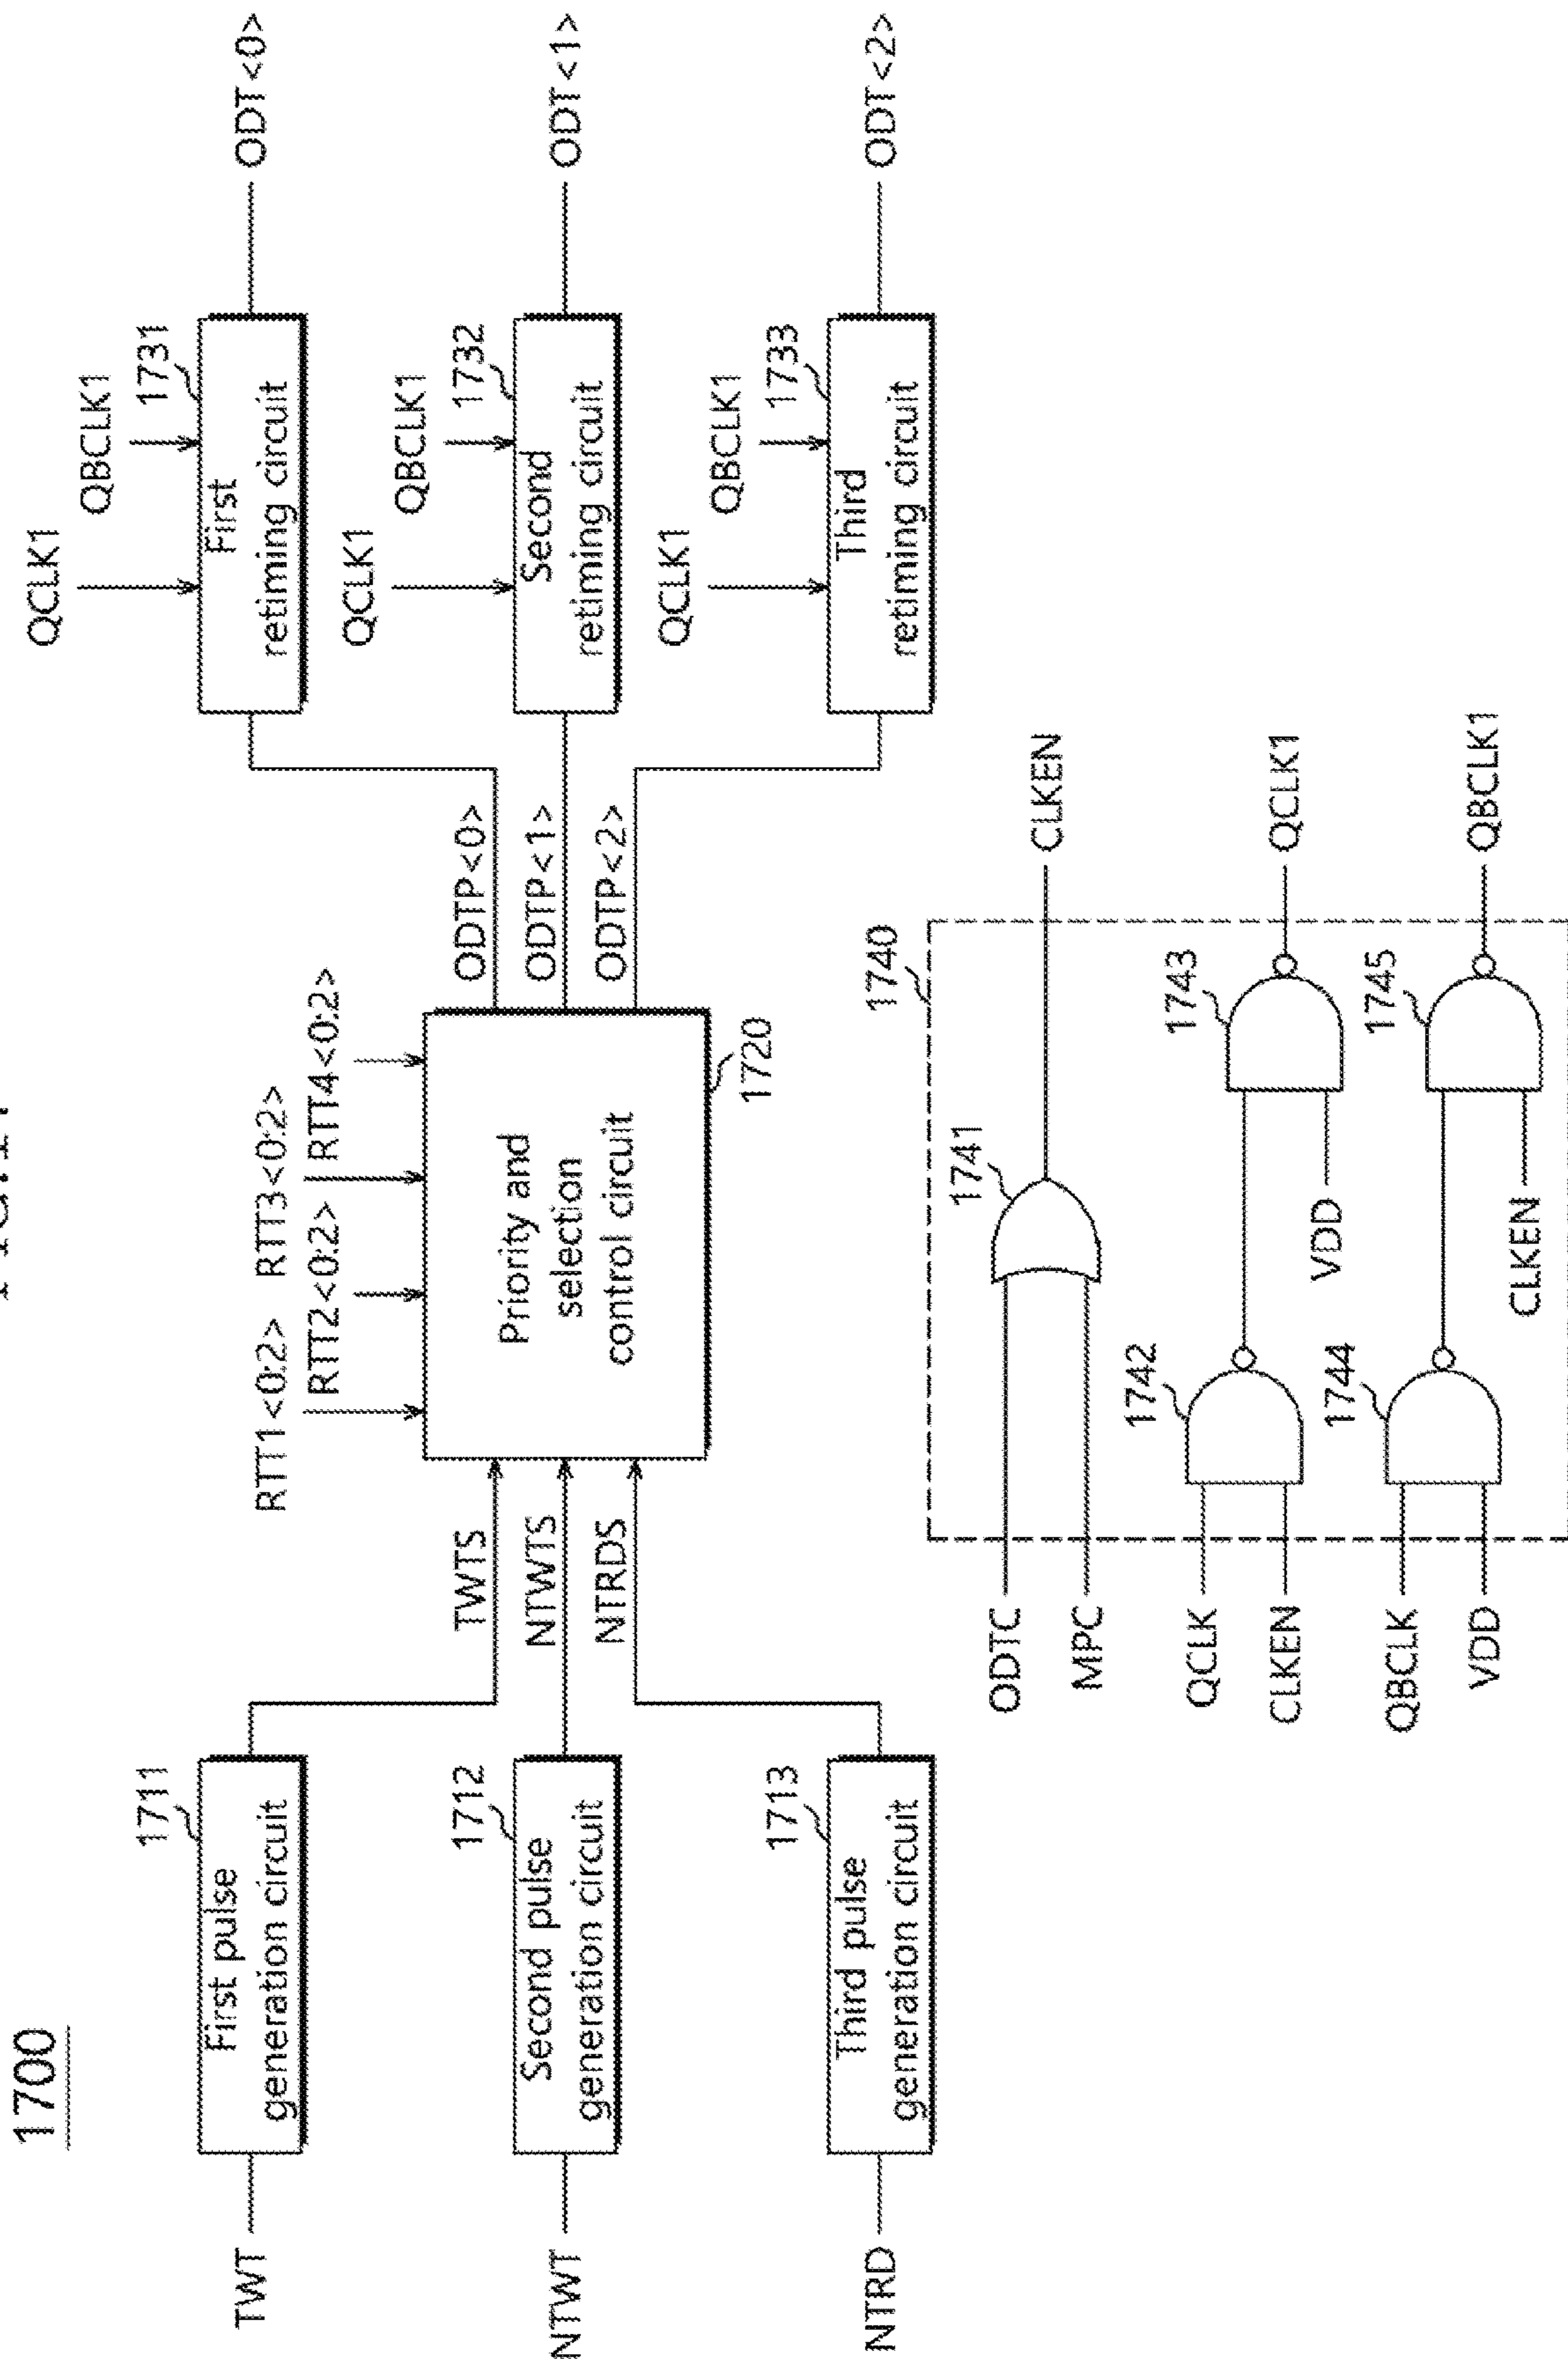 1700
TWT
First pulse
generation circuit
1711
NTWT
Second pulse
generation circuit
1712
NTRD
Third pulse
generation circuit
1713
TWTS
NTWTS
NTRDS
RTT1<0:2>
RTT2<0:2>
RTT3<0:2>
RTT4<0:2>
Priority and
selection
control circuit
1720
ODTP<0>
ODTP<1>
ODTP<2>
QCLK1
QBCLK1
1731
First
retiming circuit
ODT<0>
QCLK1
QBCLK1
1732
Second
retiming circuit
ODT<1>
QCLK1
QBCLK1
1733
Third
retiming circuit
ODT<2>
1740
ODTC
MPC
1741
CLKEN
QCLK
CLKEN
1742
VDD
1743
QCLK1
QBCLK
VDD
1744
CLKEN
1745
QBCLK1